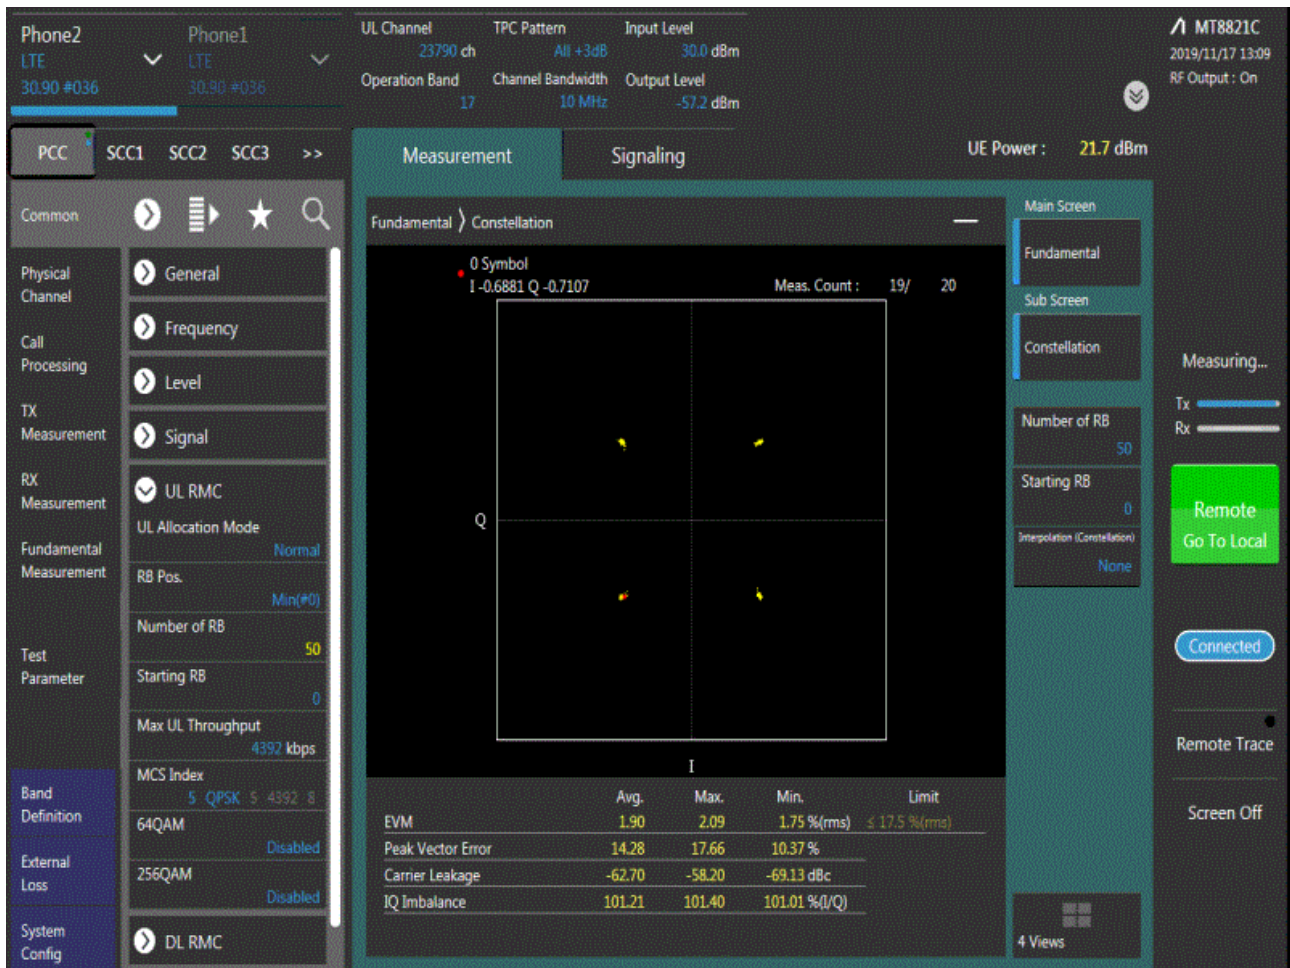 Phone2
LTE
30.90 #036
Phone1
LTE
30.90 #036
UL Channel
23790 ch
TPC Pattern
All +3dB
Input Level
30.0 dBm
Operation Band
17
Channel Bandwidth
10 MHz
Output Level
-57.2 dBm
MT8821C
2019/11/17 13:09
RF Output : On
PCC SCC1 SCC2 SCC3 >>
Measurement
Signaling
UE Power : 21.7 dBm
Common
Physical
Channel
Call
Processing
TX
Measurement
RX
Measurement
Fundamental
Measurement
Test
Parameter
Band
Definition
External
Loss
System
Config
General
Frequency
Level
Signal
UL RMC
UL Allocation Mode
Normal
RB Pos.
Min(#0)
Number of RB
50
Starting RB
0
Max UL Throughput
4392 kbps
MCS Index
5 QPSK 5 4392 8
64QAM
Disabled
256QAM
Disabled
DL RMC
Fundamental 〉 Constellation
0 Symbol
I -0.6881 Q -0.7107
Meas. Count : 19/ 20
Q
I
Avg. Max. Min. Limit
EVM 1.90 2.09 1.75 %(rms) ≤ 17.5 %(rms)
Peak Vector Error 14.28 17.66 10.37 %
Carrier Leakage -62.70 -58.20 -69.13 dBc
IQ Imbalance 101.21 101.40 101.01 %(I/Q)
Main Screen
Fundamental
Sub Screen
Constellation
Number of RB
50
Starting RB
0
Interpolation (Constellation)
None
4 Views
Measuring...
Tx
Rx
Remote
Go To Local
Connected
Remote Trace
Screen Off